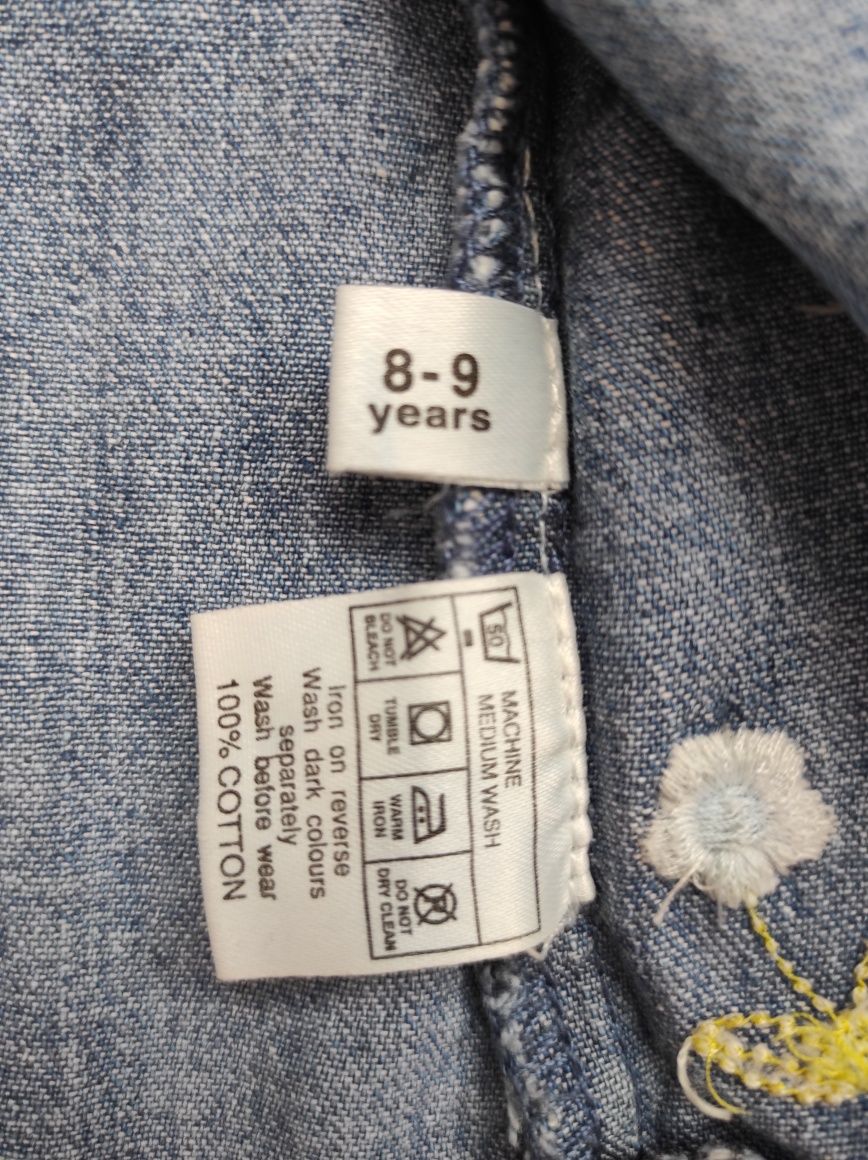 8-9
years
50
MACHINE
MEDIUM WASH
DO NOT
BLEACH
TUMBLE
DRY
WARM
IRON
DO NOT
DRY CLEAN
Iron on reverse
Wash dark colours
separately
Wash before wear
100% COTTON